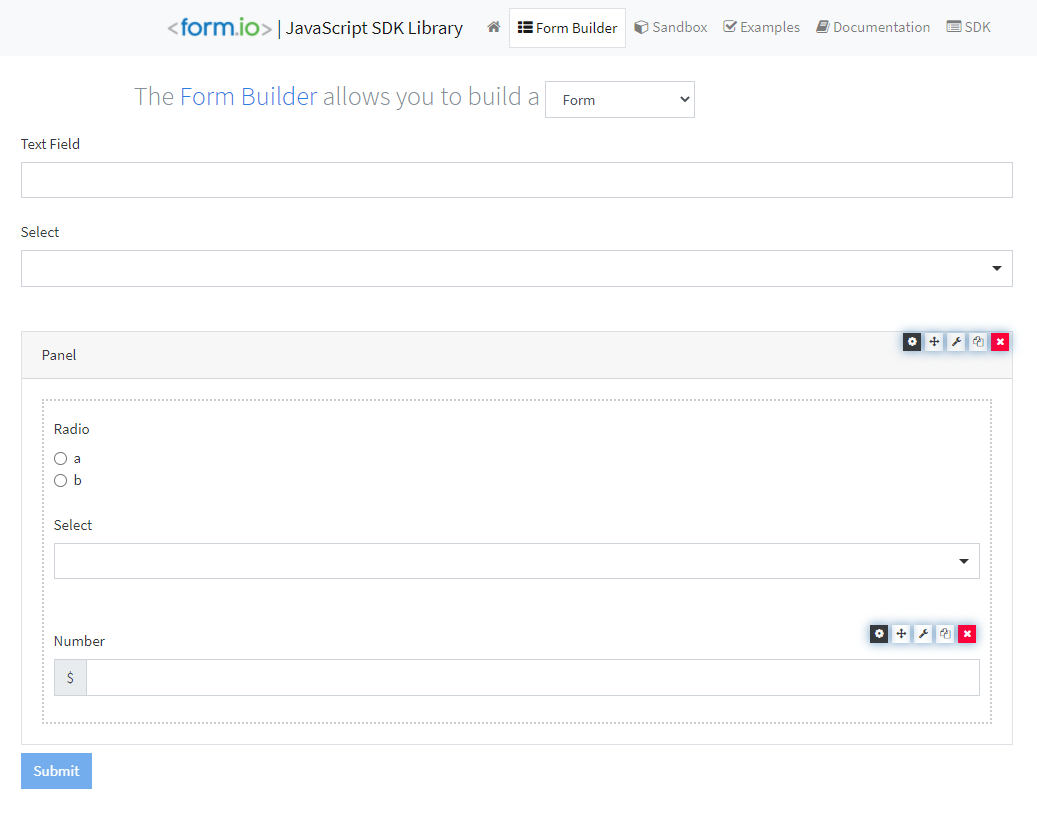 <form.io> | JavaScript SDK Library Form Builder Sandbox Examples Documentation SDK
The Form Builder allows you to build a Form
Text Field
Select
Panel
Radio
a
b
Select
Number
$
Submit